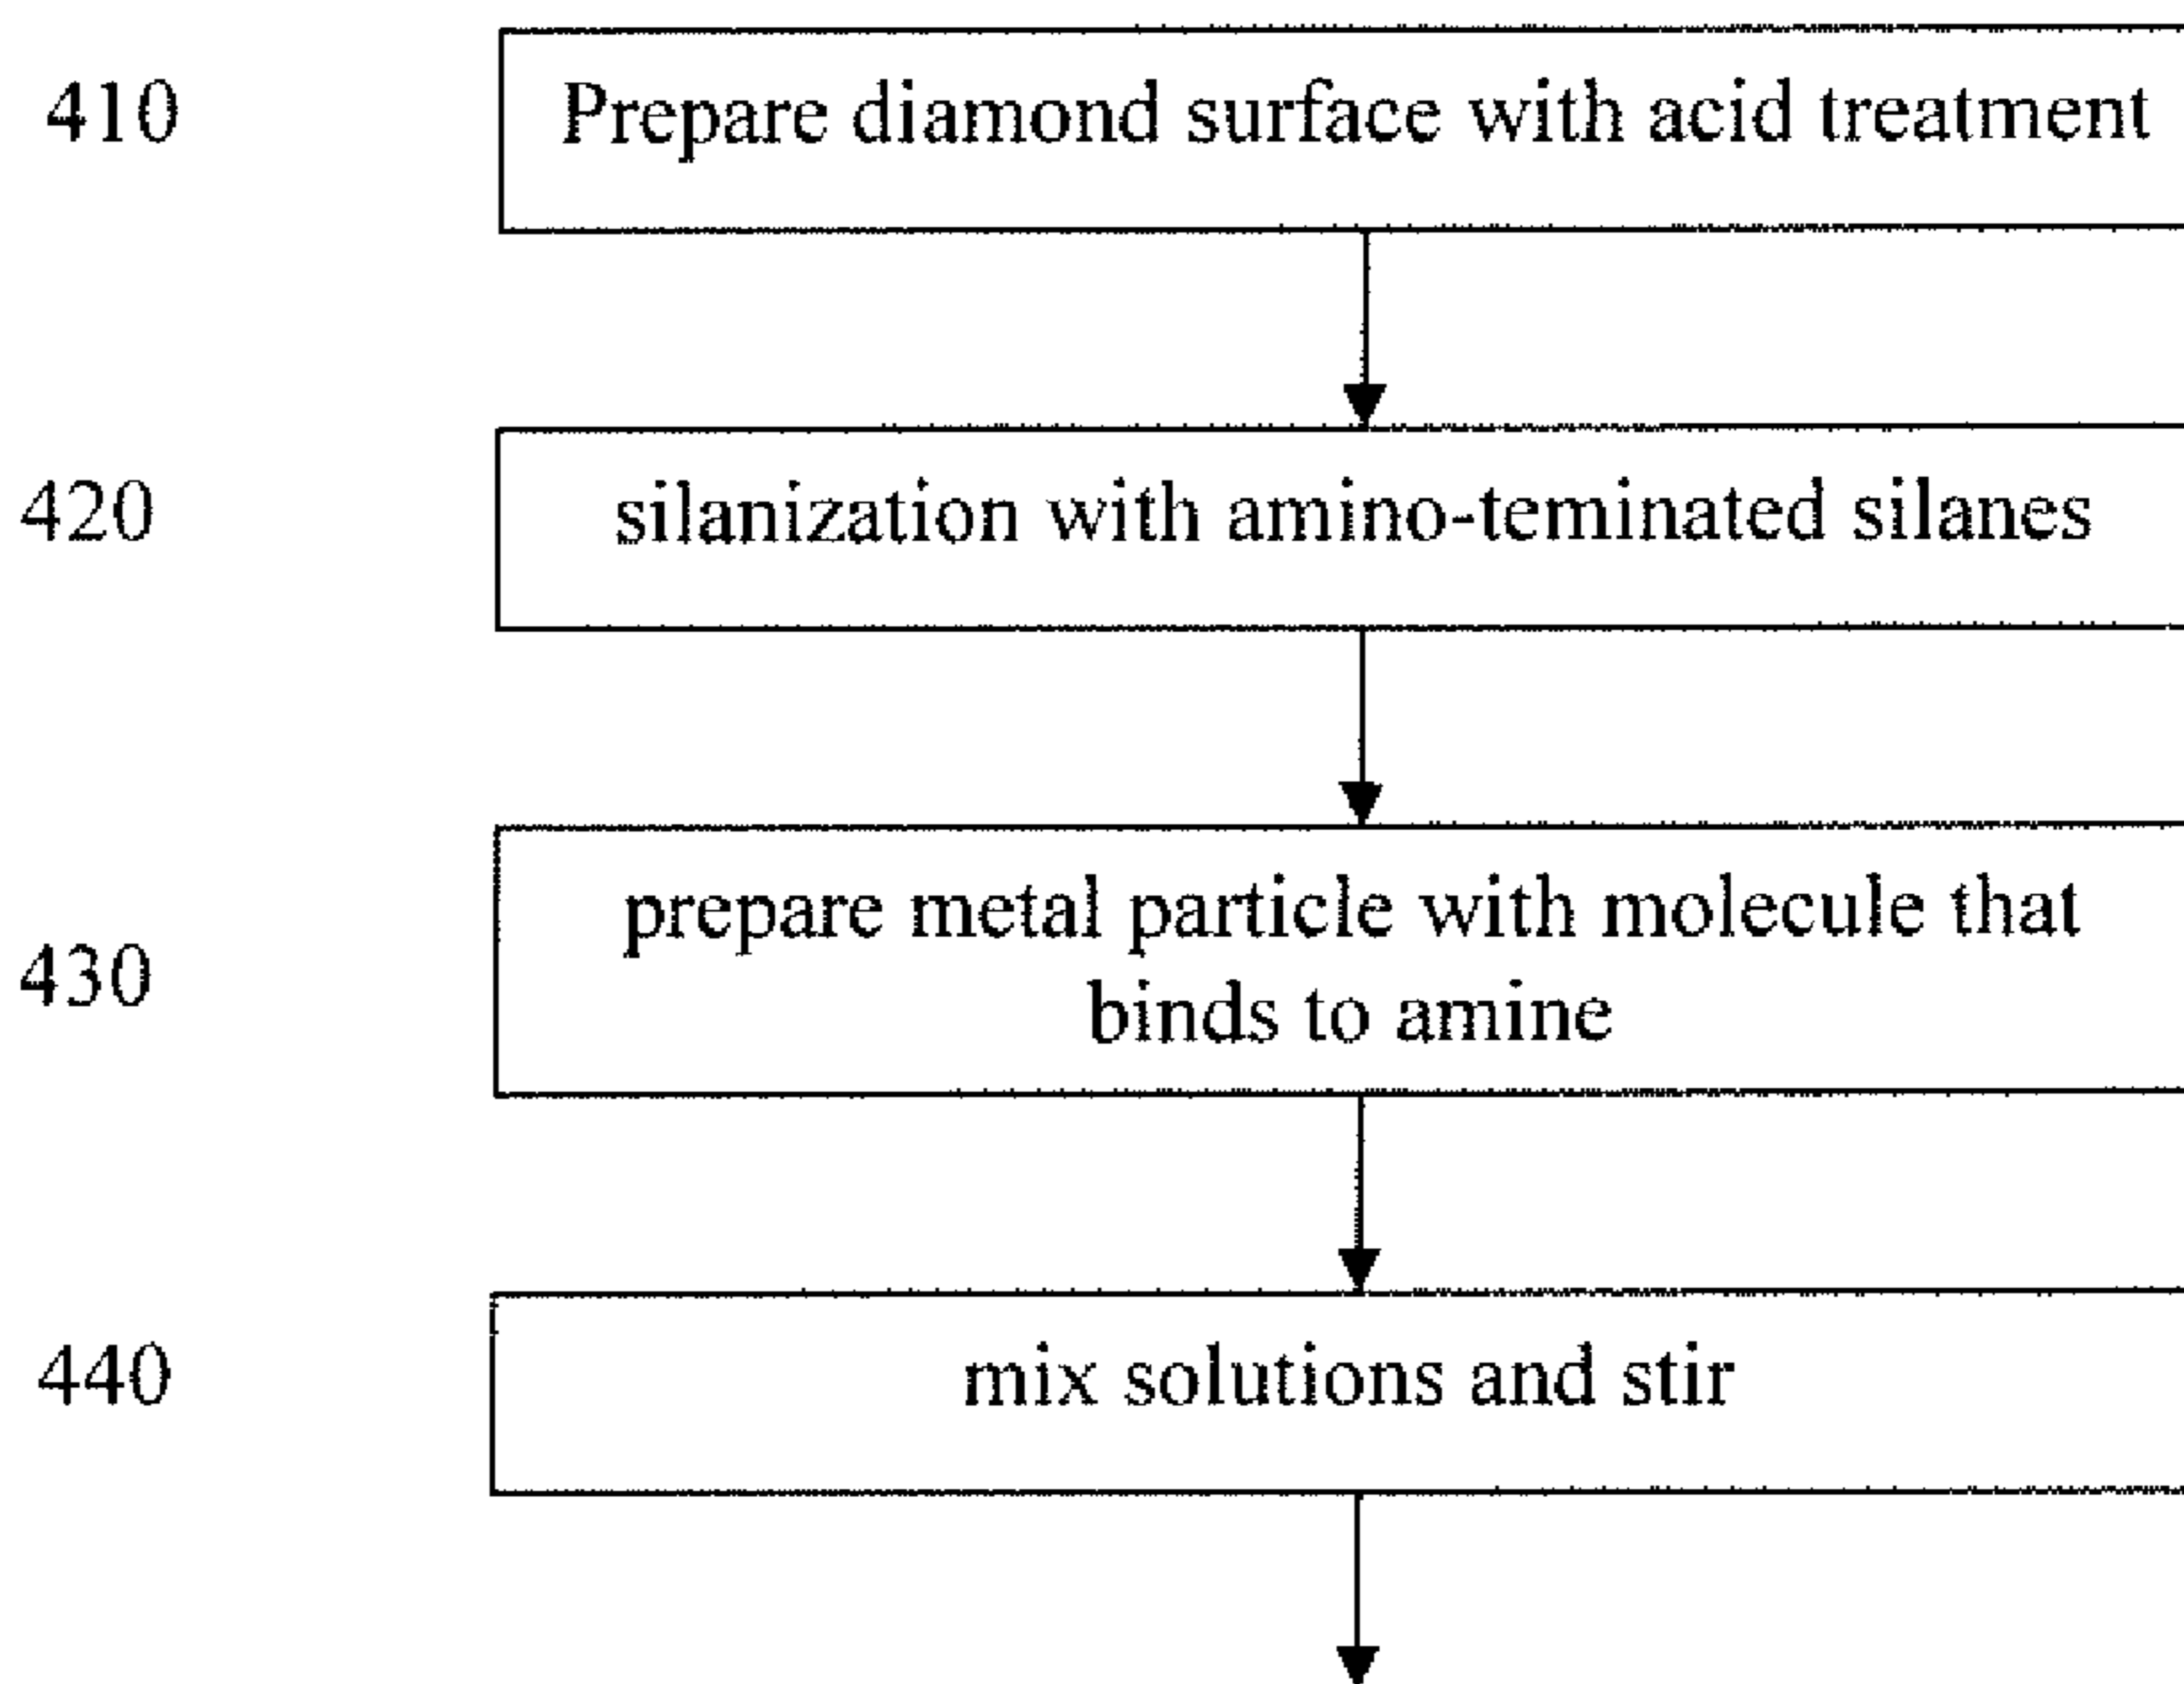 410 Prepare diamond surface with acid treatment
420 silanization with amino-teminated silanes
prepare metal particle with molecule that
430
binds to amine
440 mix solutions and stir